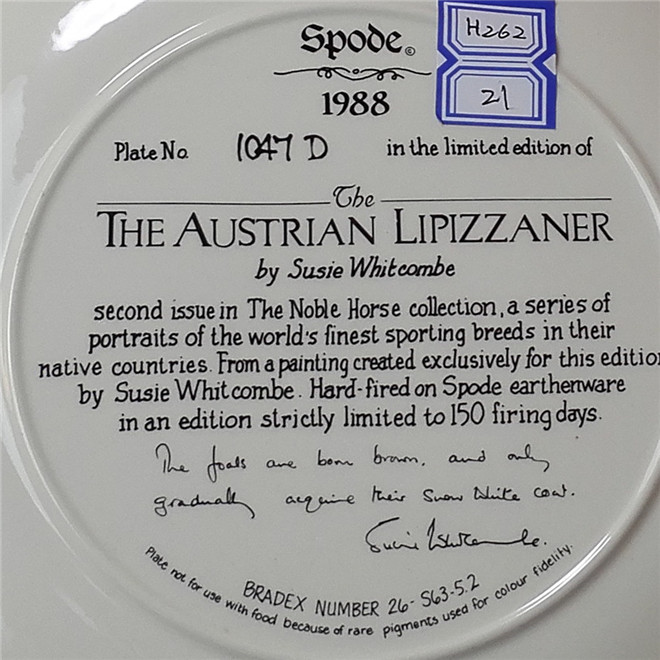 Spode©
1988
H262
21
Plate No. 1047 D in the limited edition of
The
THE AUSTRIAN LIPIZZANER
by Susie Whitcombe
second issue in The Noble Horse collection, a series of
portraits of the world's finest sporting breeds in their
native countries. From a painting created exclusively for this edition
by Susie Whitcombe. Hard-fired on Spode earthenware
in an edition strictly limited to 150 firing days.
The foals are born brown, and only
gradually acquire their snow white coat.
Susie Whitcombe.
BRADEX NUMBER 26-S63-5.2
Plate not for use with food because of rare pigments used for colour fidelity.